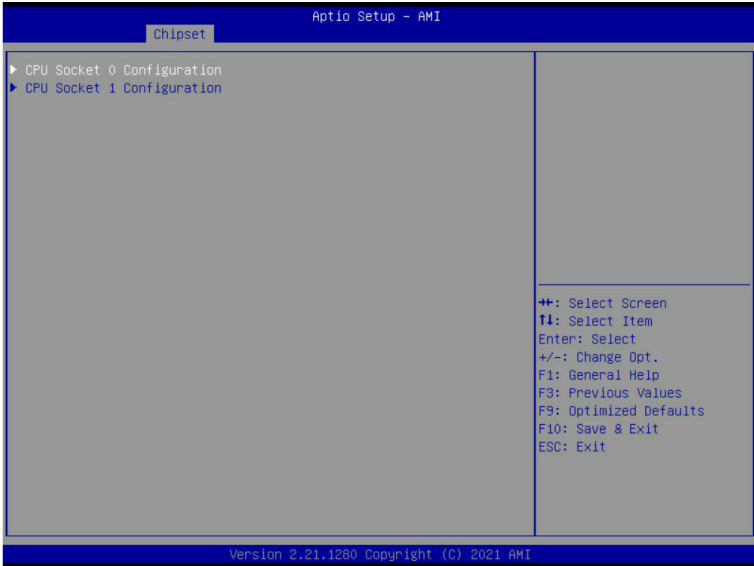 Aptio Setup – AMI
Chipset
▶ CPU Socket 0 Configuration
▶ CPU Socket 1 Configuration
→←: Select Screen
↑↓: Select Item
Enter: Select
+/-: Change Opt.
F1: General Help
F3: Previous Values
F9: Optimized Defaults
F10: Save & Exit
ESC: Exit
Version 2.21.1280 Copyright (C) 2021 AMI